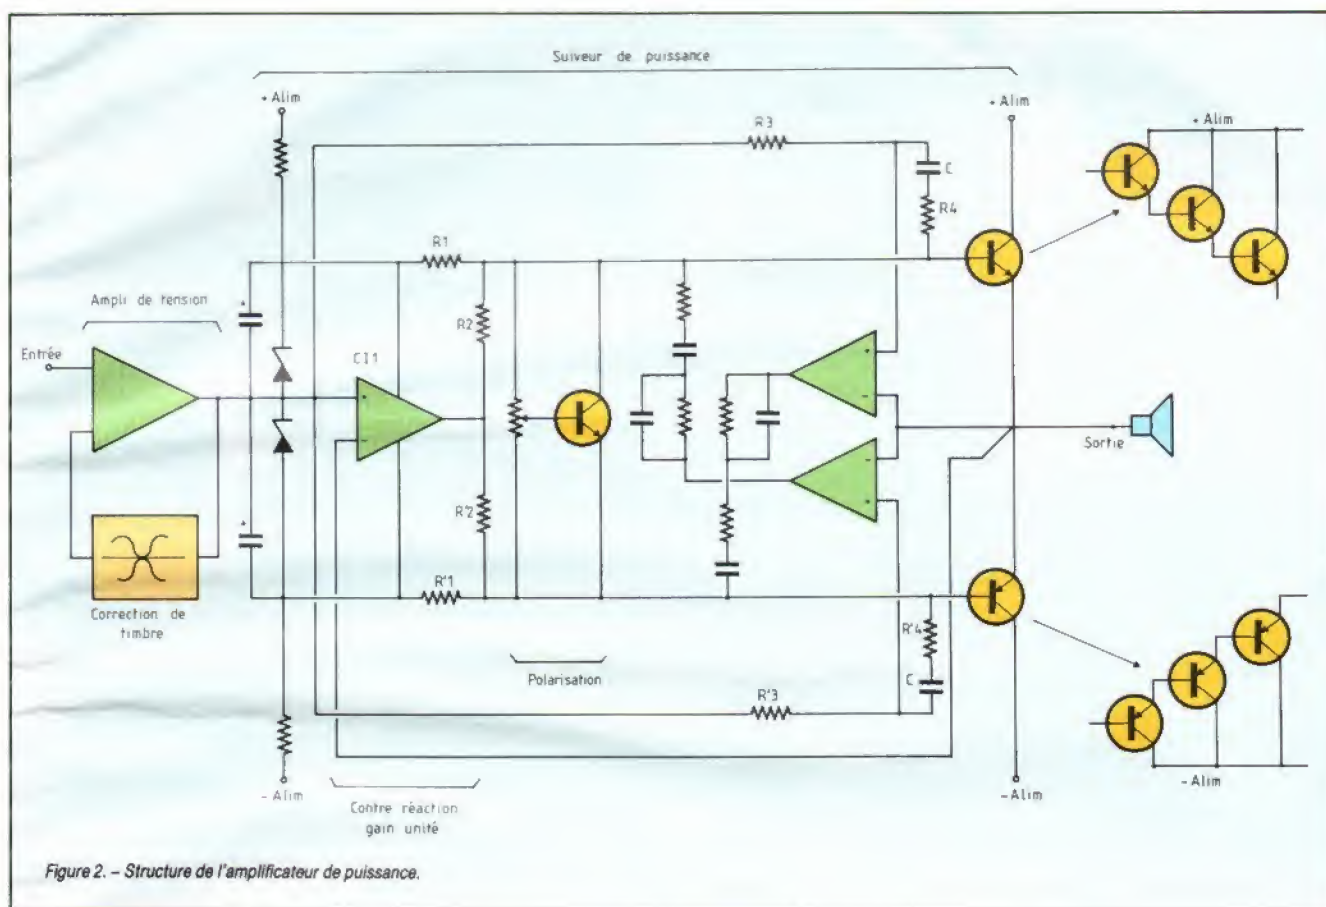 Suiveur de puissance
+ Alim
+ Alim
+ Alim
R3
C
R4
R1
Ampli de tension
+
R2
Entrée
CI1
+
-
+
-
-
Sortie
R'2
+
Correction de
timbre
R'1
R'4
C
Polarisation
R'3
- Alim
- Alim
- Alim
Contre réaction
gain unité
Figure 2. – Structure de l'amplificateur de puissance.